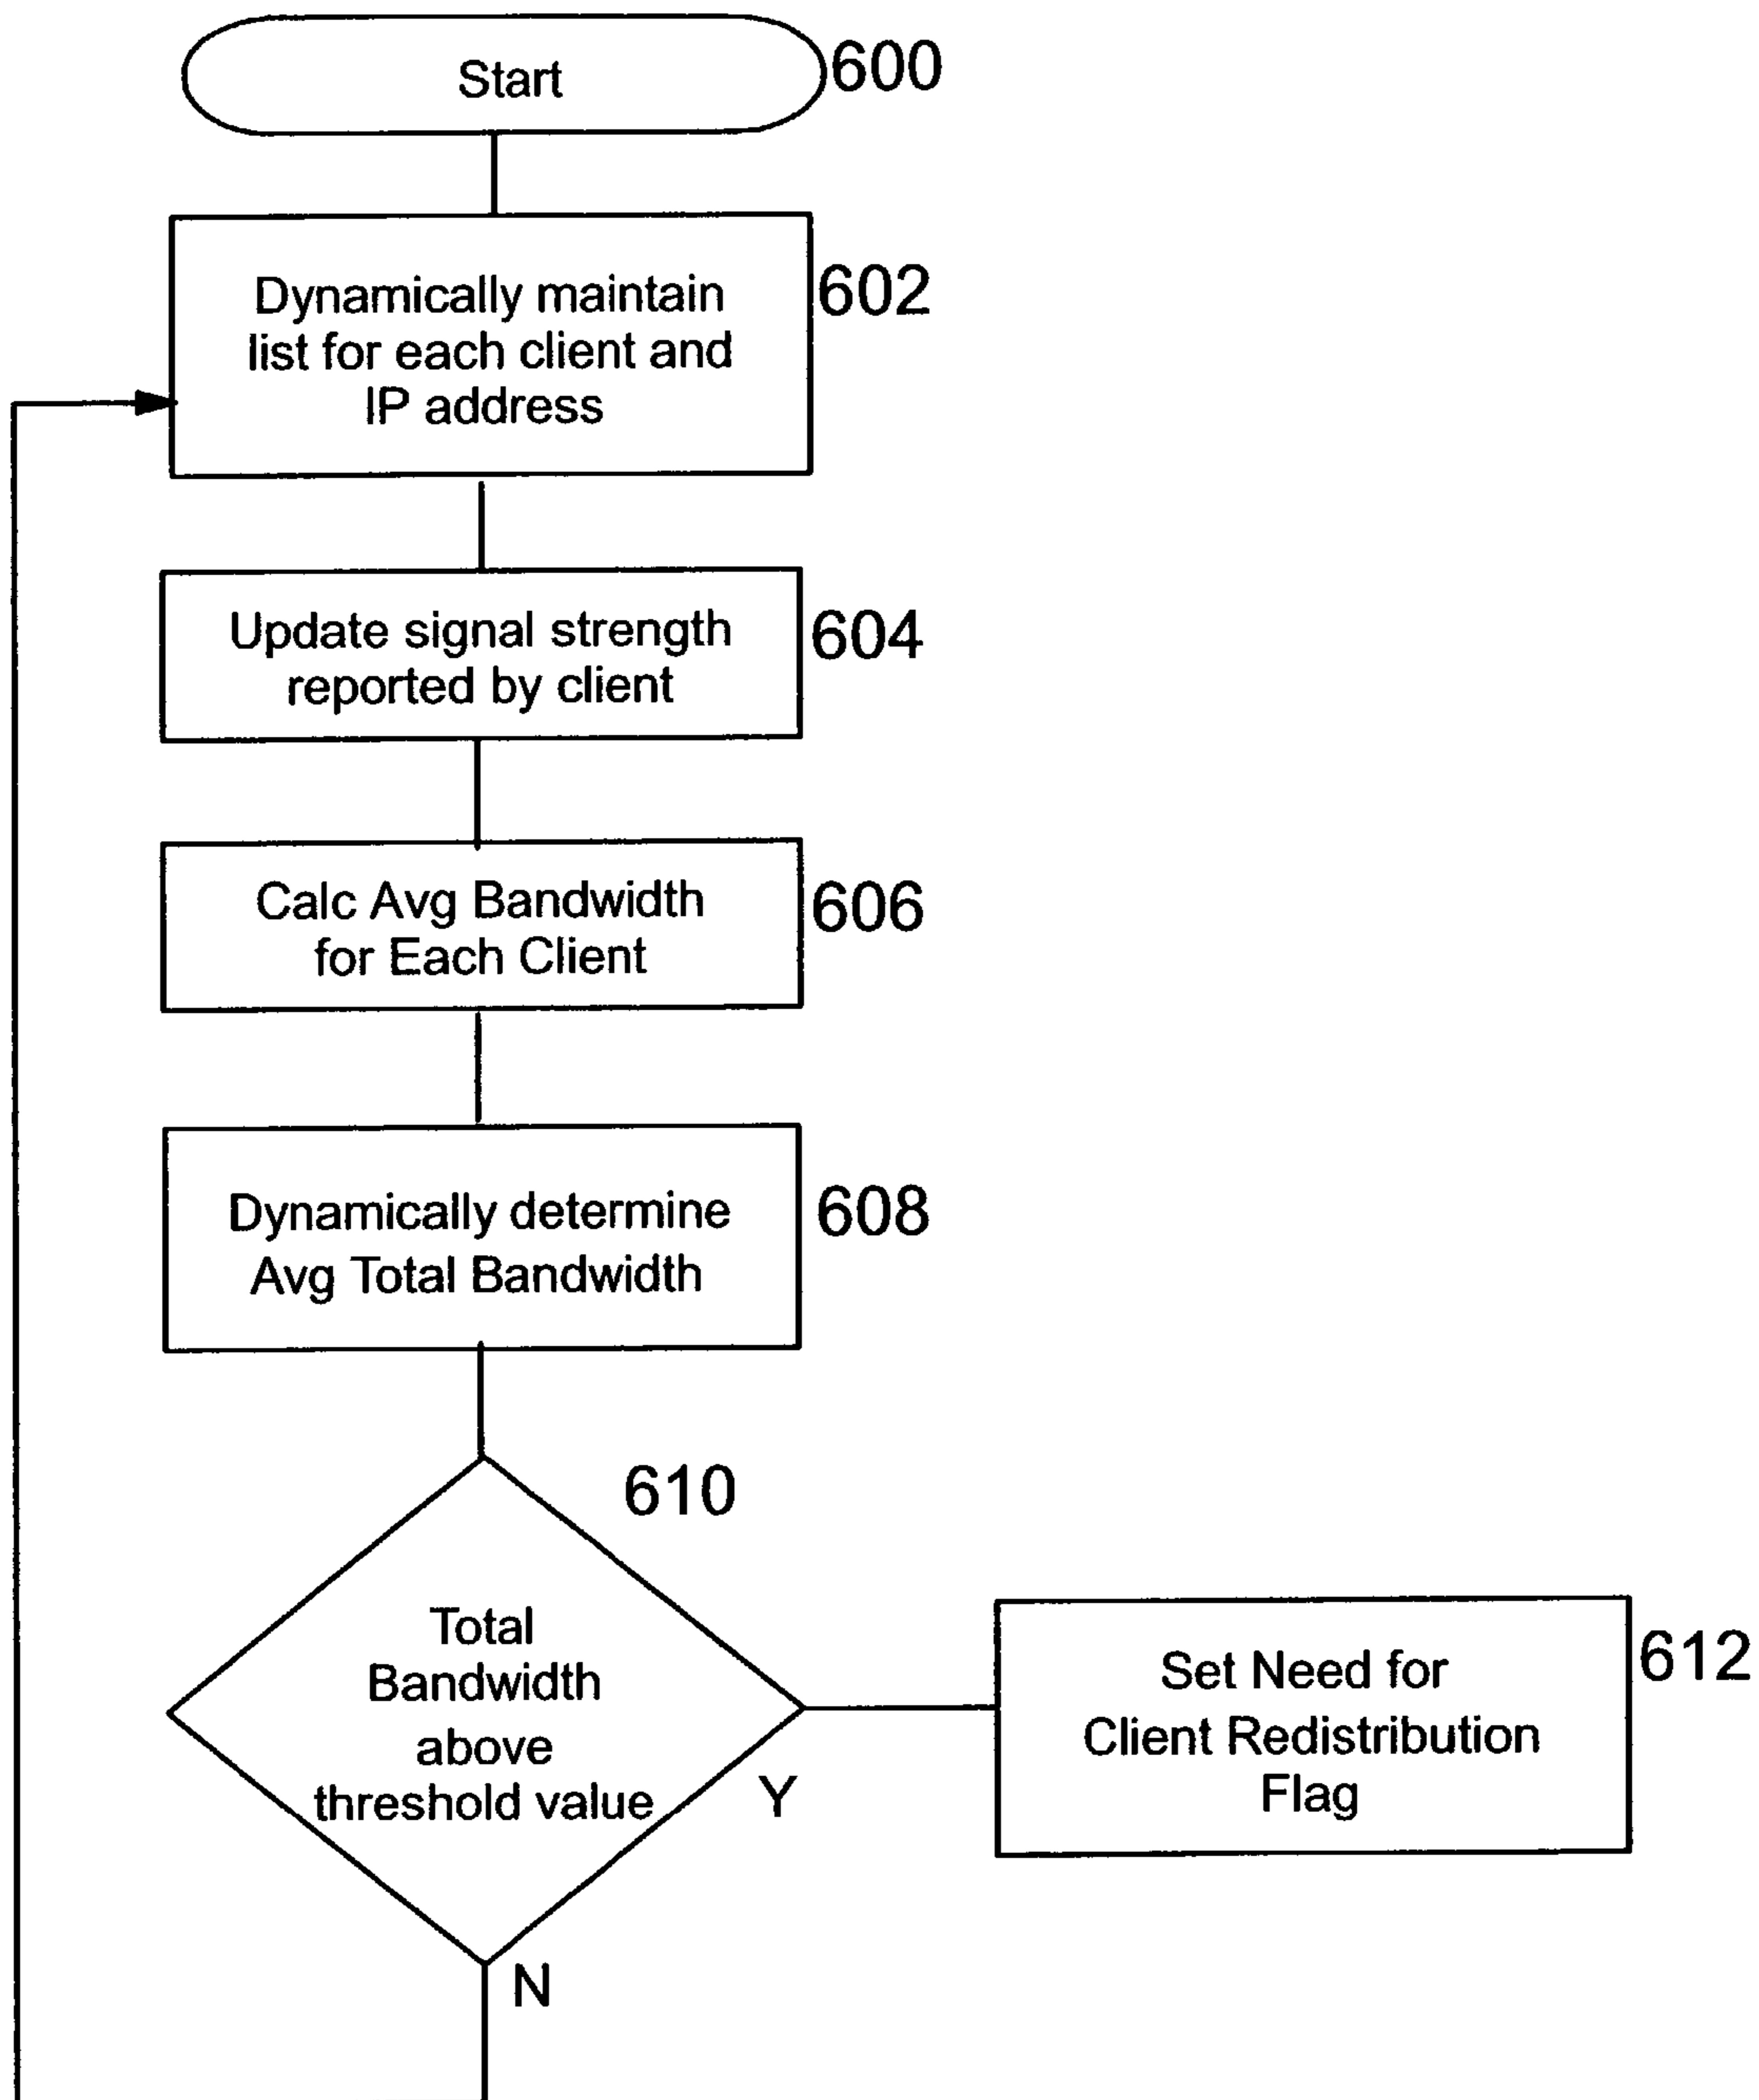 Start
600
Dynamically maintain
list for each client and
IP address
602
Update signal strength
reported by client
604
Calc Avg Bandwidth
for Each Client
606
Dynamically determine
Avg Total Bandwidth
608
610
Total
Bandwidth
above
threshold value
Y
N
Set Need for
Client Redistribution
Flag
612